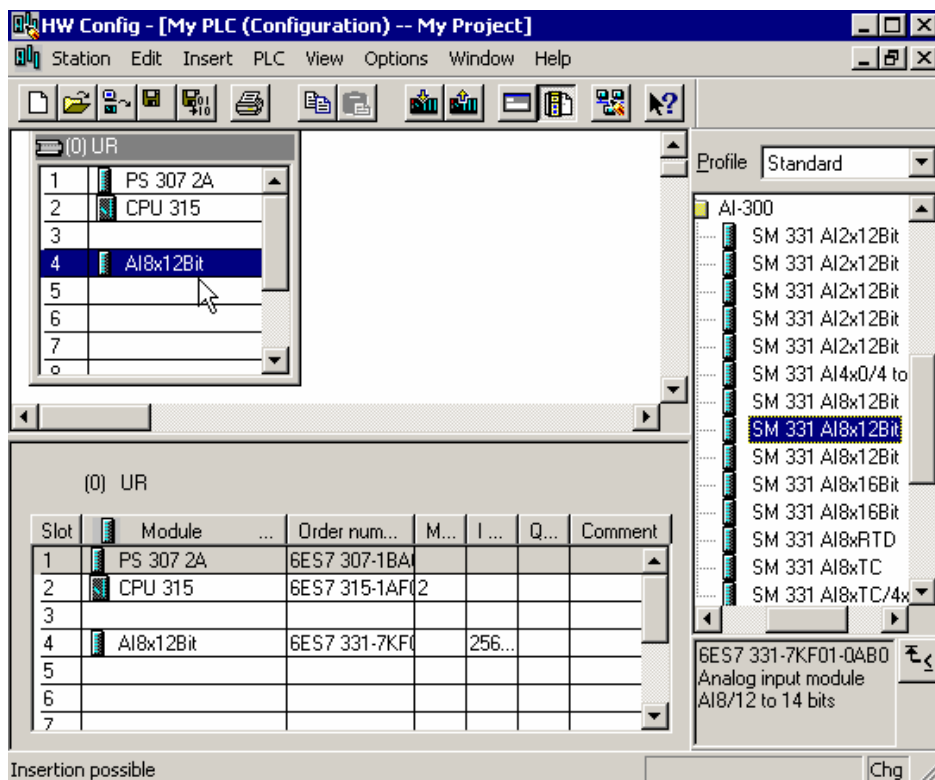 HW Config - [My PLC (Configuration) -- My Project]
Station Edit Insert PLC View Options Window Help
(0) UR
1 PS 307 2A
2 CPU 315
3
4 AI8x12Bit
5
6
7
Profile Standard
AI-300
SM 331 AI2x12Bit
SM 331 AI2x12Bit
SM 331 AI2x12Bit
SM 331 AI2x12Bit
SM 331 AI2x12Bit
SM 331 AI4x0/4 to
SM 331 AI8x12Bit
SM 331 AI8x12Bit
SM 331 AI8x12Bit
SM 331 AI8x16Bit
SM 331 AI8x16Bit
SM 331 AI8xRTD
SM 331 AI8xTC
SM 331 AI8xTC/4x
(0) UR
Slot Module ... Order num... M... I ... Q... Comment
1 PS 307 2A 6ES7 307-1BA
2 CPU 315 6ES7 315-1AF 2
3
4 AI8x12Bit 6ES7 331-7KF 256...
5
6
7
6ES7 331-7KF01-0AB0
Analog input module
AI8/12 to 14 bits
Insertion possible
Chg